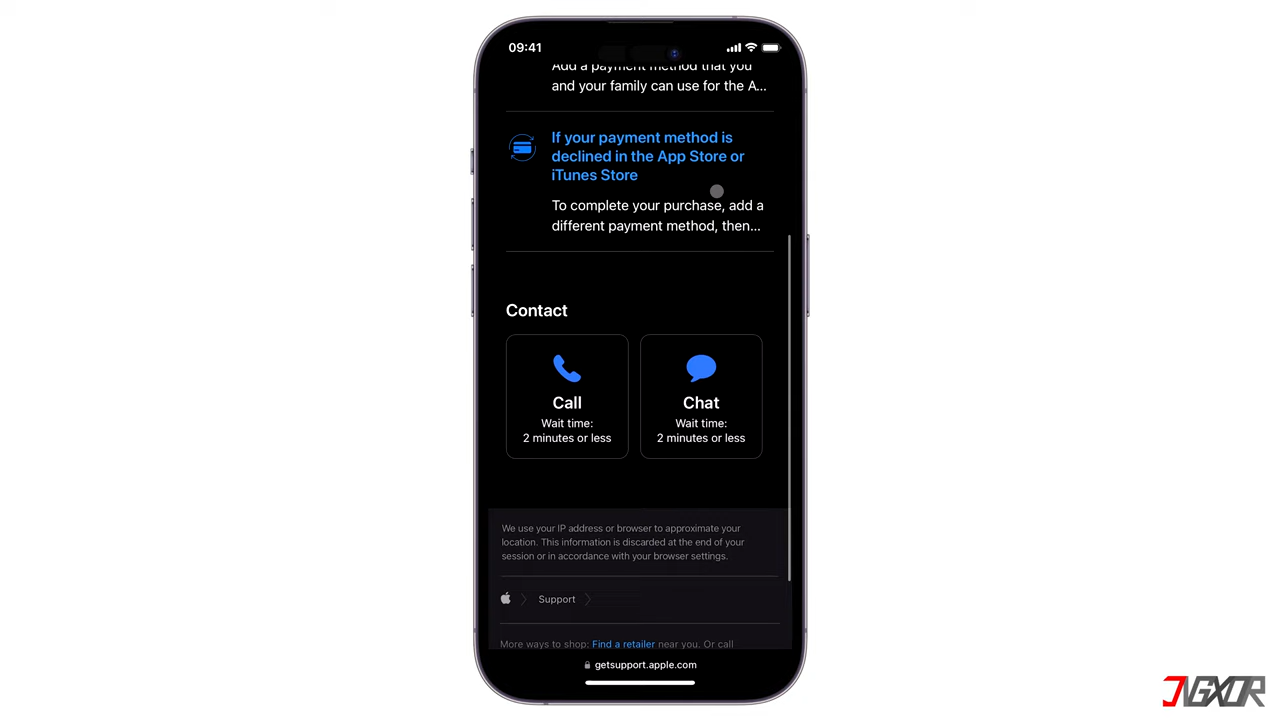 09:41
Add a payment method that you
and your family can use for the A...
If your payment method is
declined in the App Store or
iTunes Store
To complete your purchase, add a
different payment method, then...
Contact
Call
Wait time:
2 minutes or less
Chat
Wait time:
2 minutes or less
We use your IP address or browser to approximate your
location. This information is discarded at the end of your
session or in accordance with your browser settings.
Support
More ways to shop: Find a retailer near you. Or call
getsupport.apple.com
JNGXOR